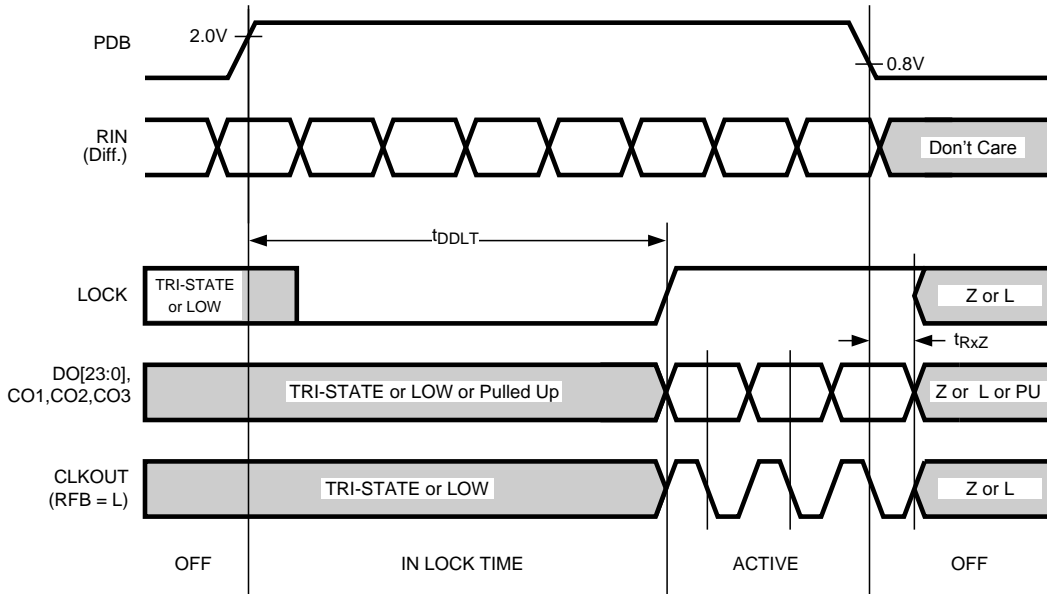 PDB
2.0V
0.8V
RIN
(Diff.)
Don't Care
tDDLT
LOCK
TRI-STATE
or LOW
Z or L
tRxZ
DO[23:0],
CO1,CO2,CO3
TRI-STATE or LOW or Pulled Up
Z or L or PU
CLKOUT
(RFB = L)
TRI-STATE or LOW
Z or L
OFF
IN LOCK TIME
ACTIVE
OFF